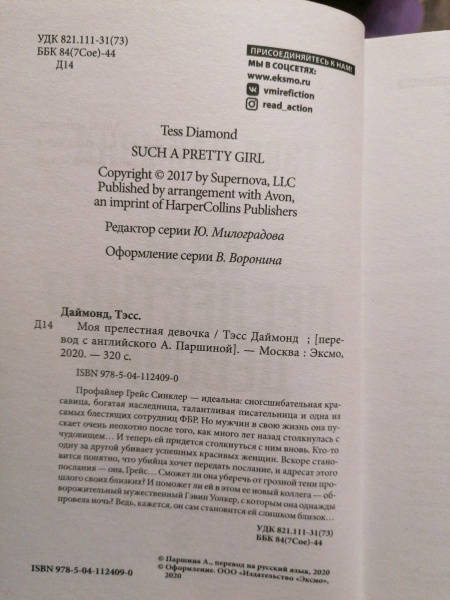 УДК 821.111-31(73)
ББК 84(7Сое)-44
Д14
ПРИСОЕДИНЯЙТЕСЬ К НАМ!
МЫ В СОЦСЕТЯХ:
www.eksmo.ru
vmirefiction
read_action
Tess Diamond
SUCH A PRETTY GIRL
Copyright © 2017 by Supernova, LLC
Published by arrangement with Avon,
an imprint of HarperCollins Publishers
Редактор серии Ю. Милоградова
Оформление серии В. Воронина
Даймонд, Тэсс.
Д14 Моя прелестная девочка / Тэсс Даймонд ; [пере-
вод с английского А. Паршиной]. — Москва : Эксмо,
2020. — 320 с.
ISBN 978-5-04-112409-0
Профайлер Грейс Синклер — идеальна: сногсшибательная кра-
савица, богатая наследница, талантливая писательница и одна из
самых блестящих сотрудниц ФБР. Но мужчин в свою жизнь она пу-
скает очень неохотно после того, как много лет назад столкнулась с
чудовищем... И теперь ей придется столкнуться с ним вновь. Кто-то
одну за другой убивает успешных красивых женщин. Вскоре стано-
вится понятно, что убийца хочет передать послание, и адресат этого
послания — она, Грейс... Сможет ли она уберечь от грозной тени про-
шлого своих близких? И поможет ли ей в этом ее новый коллега — об-
ворожительный мужественный Гэвин Уолкер, с которым она однажды
провела ночь? Ведь, кажется, он сам становится ей слишком близок...
УДК 821.111-31(73)
ББК 84(7Сое)-44
© Паршина А., перевод на русский язык, 2020
© Оформление. ООО «Издательство «Эксмо»,
2020
ISBN 978-5-04-112409-0